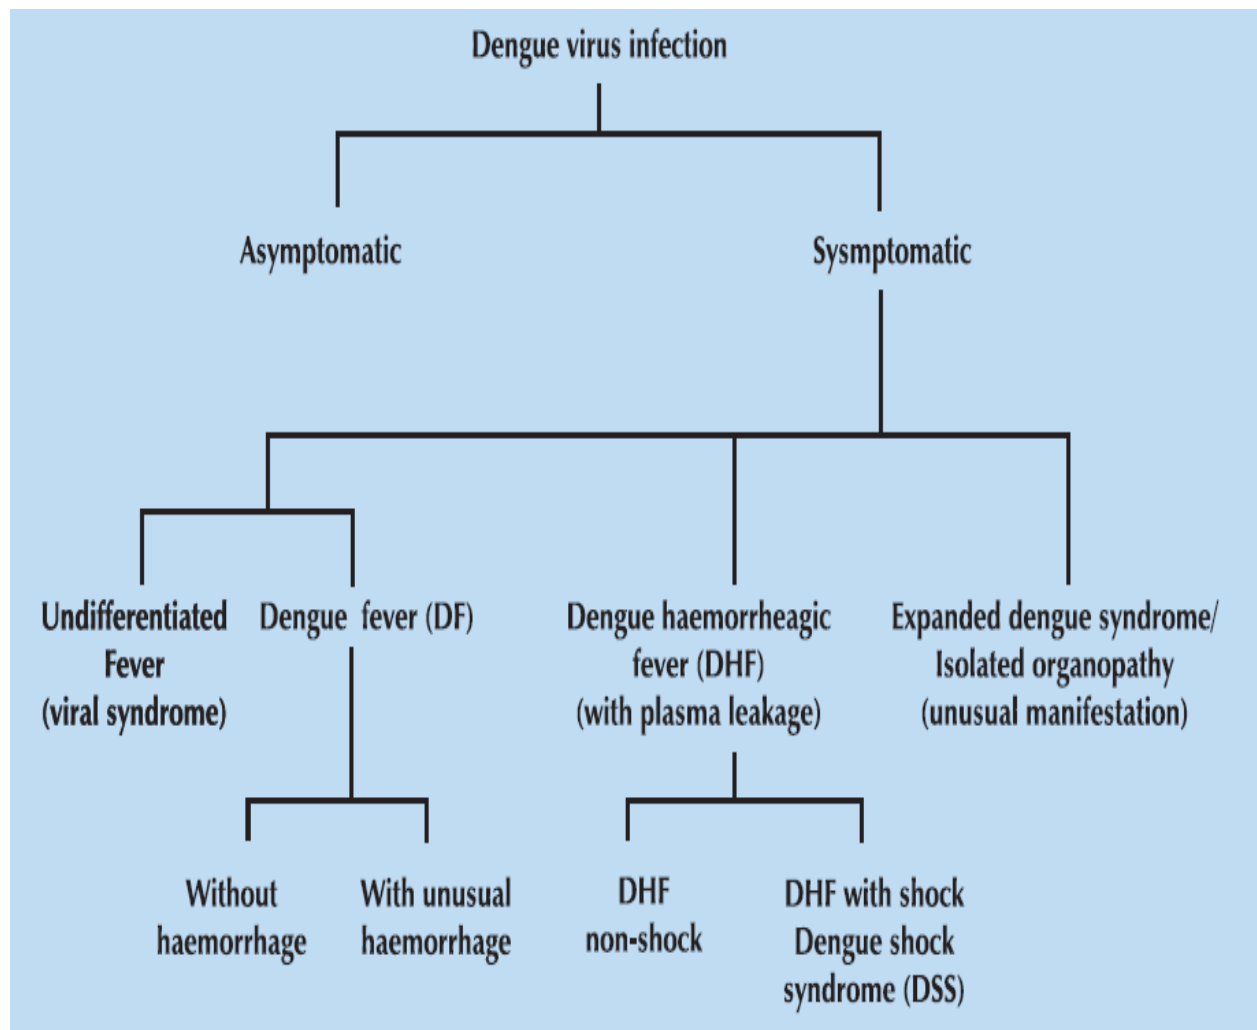 Dengue virus infection
Asymptomatic
Sysmptomatic
Undifferentiated
Fever
(viral syndrome)
Dengue fever (DF)
Dengue haemorrheagic
fever (DHF)
(with plasma leakage)
Expanded dengue syndrome/
Isolated organopathy
(unusual manifestation)
Without
haemorrhage
With unusual
haemorrhage
DHF
non-shock
DHF with shock
Dengue shock
syndrome (DSS)